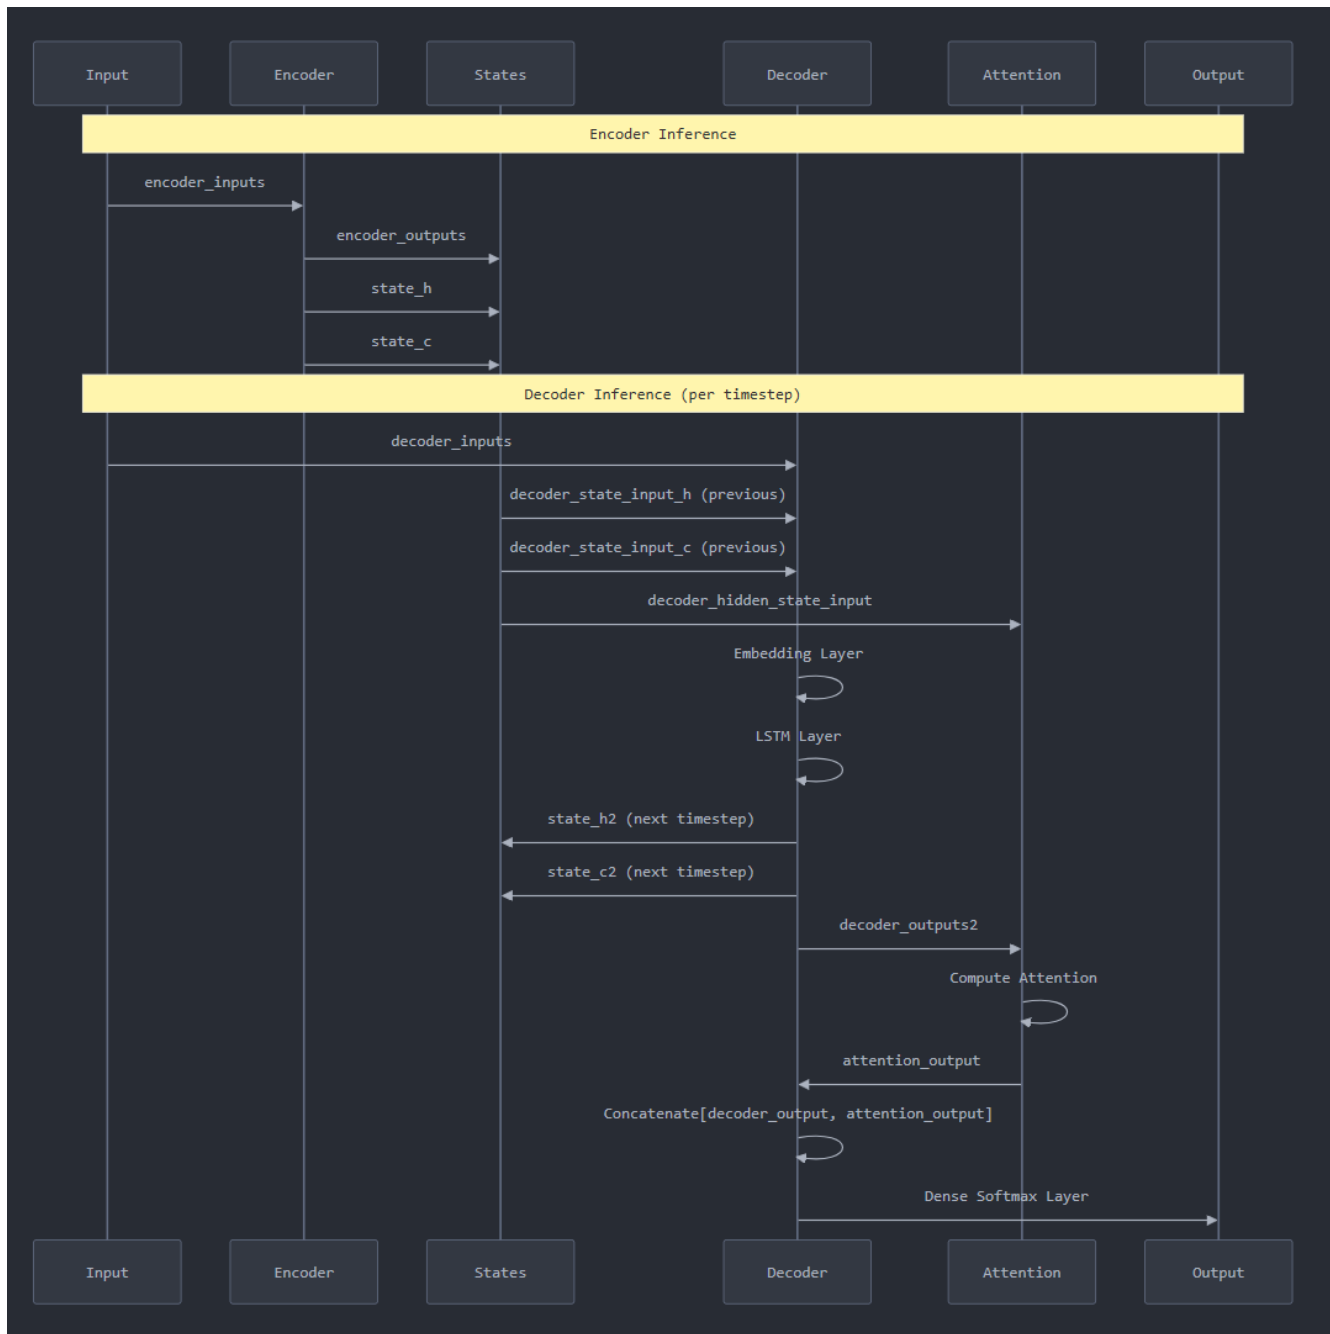 Input
Encoder
States
Decoder
Attention
Output
Encoder Inference
encoder_inputs
encoder_outputs
state_h
state_c
Decoder Inference (per timestep)
decoder_inputs
decoder_state_input_h (previous)
decoder_state_input_c (previous)
decoder_hidden_state_input
Embedding Layer
LSTM Layer
state_h2 (next timestep)
state_c2 (next timestep)
decoder_outputs2
Compute Attention
attention_output
Concatenate[decoder_output, attention_output]
Dense Softmax Layer
Input
Encoder
States
Decoder
Attention
Output